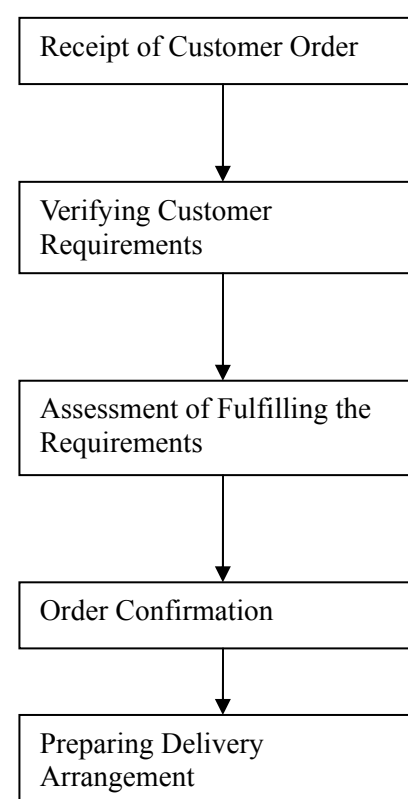 Receipt of Customer Order
Verifying Customer
Requirements
Assessment of Fulfilling the
Requirements
Order Confirmation
Preparing Delivery
Arrangement